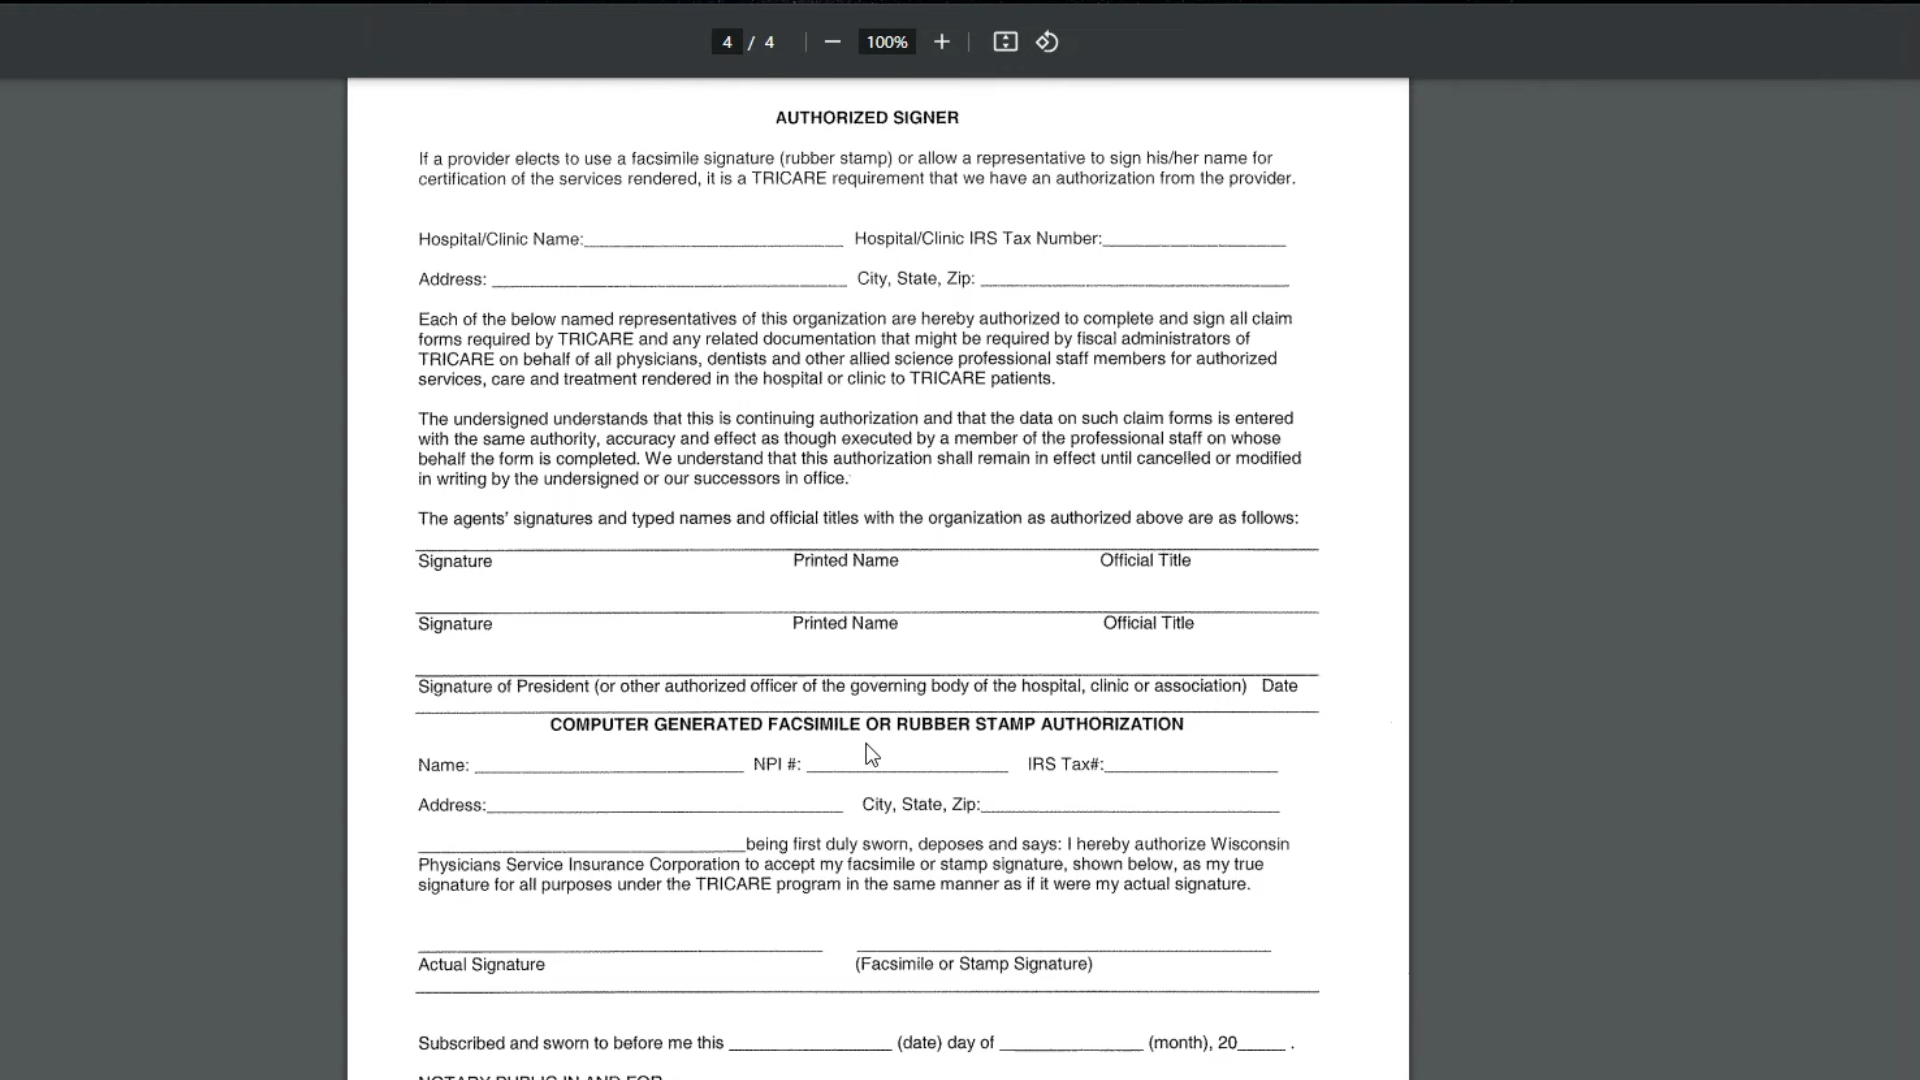 4 / 4 100%
AUTHORIZED SIGNER
If a provider elects to use a facsimile signature (rubber stamp) or allow a representative to sign his/her name for
certification of the services rendered, it is a TRICARE requirement that we have an authorization from the provider.
Hospital/Clinic Name:____________________ Hospital/Clinic IRS Tax Number:____________________
Address: ____________________ City, State, Zip: ____________________
Each of the below named representatives of this organization are hereby authorized to complete and sign all claim
forms required by TRICARE and any related documentation that might be required by fiscal administrators of
TRICARE on behalf of all physicians, dentists and other allied science professional staff members for authorized
services, care and treatment rendered in the hospital or clinic to TRICARE patients.
The undersigned understands that this is continuing authorization and that the data on such claim forms is entered
with the same authority, accuracy and effect as though executed by a member of the professional staff on whose
behalf the form is completed. We understand that this authorization shall remain in effect until cancelled or modified
in writing by the undersigned or our successors in office.
The agents' signatures and typed names and official titles with the organization as authorized above are as follows:
Signature Printed Name Official Title
Signature Printed Name Official Title
Signature of President (or other authorized officer of the governing body of the hospital, clinic or association) Date
COMPUTER GENERATED FACSIMILE OR RUBBER STAMP AUTHORIZATION
Name: ____________________ NPI #: ____________________ IRS Tax#:____________________
Address:____________________ City, State, Zip:____________________
____________________being first duly sworn, deposes and says: I hereby authorize Wisconsin
Physicians Service Insurance Corporation to accept my facsimile or stamp signature, shown below, as my true
signature for all purposes under the TRICARE program in the same manner as if it were my actual signature.
Actual Signature (Facsimile or Stamp Signature)
Subscribed and sworn to before me this ____________________ (date) day of ____________________ (month), 20_____ .
NOTARY PUBLIC IN AND FOR